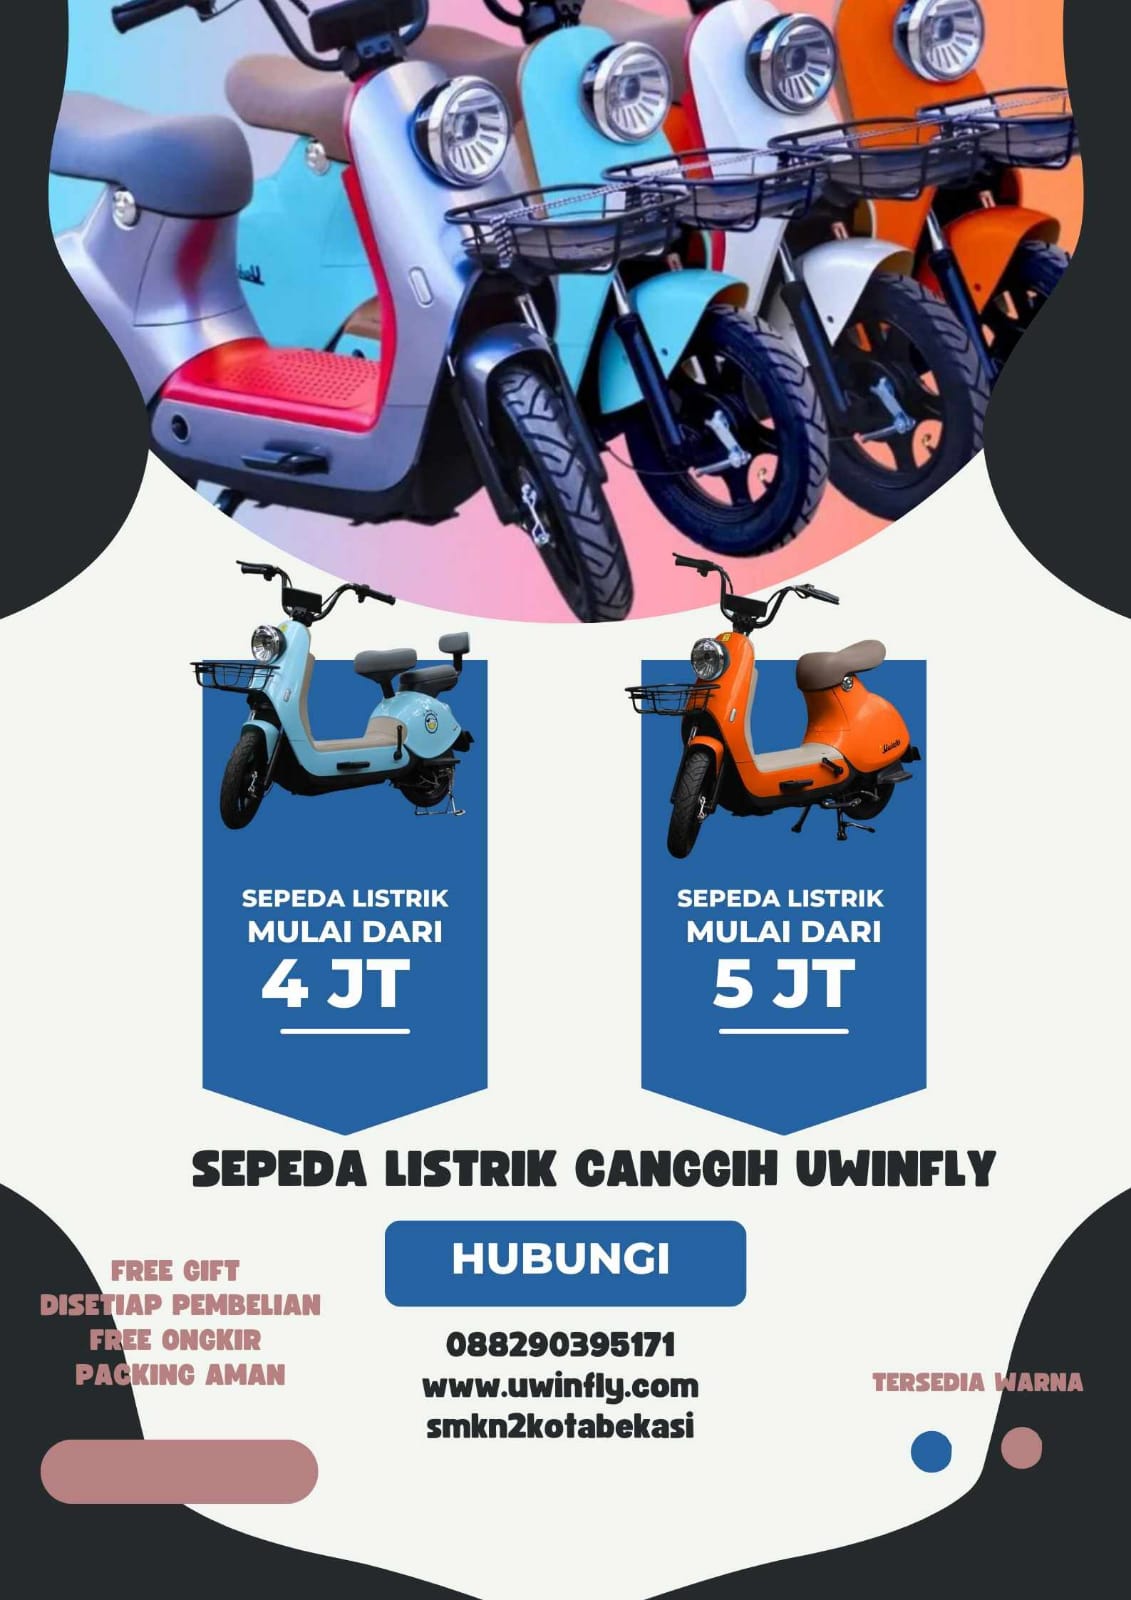 SEPEDA LISTRIK
MULAI DARI
4 JT
SEPEDA LISTRIK
MULAI DARI
5 JT
SEPEDA LISTRIK CANGGIH UWINFLY
HUBUNGI
088290395171
www.uwinfly.com
smkn2kotabekasi
FREE GIFT
DISETIAP PEMBELIAN
FREE ONGKIR
PACKING AMAN
TERSEDIA WARNA